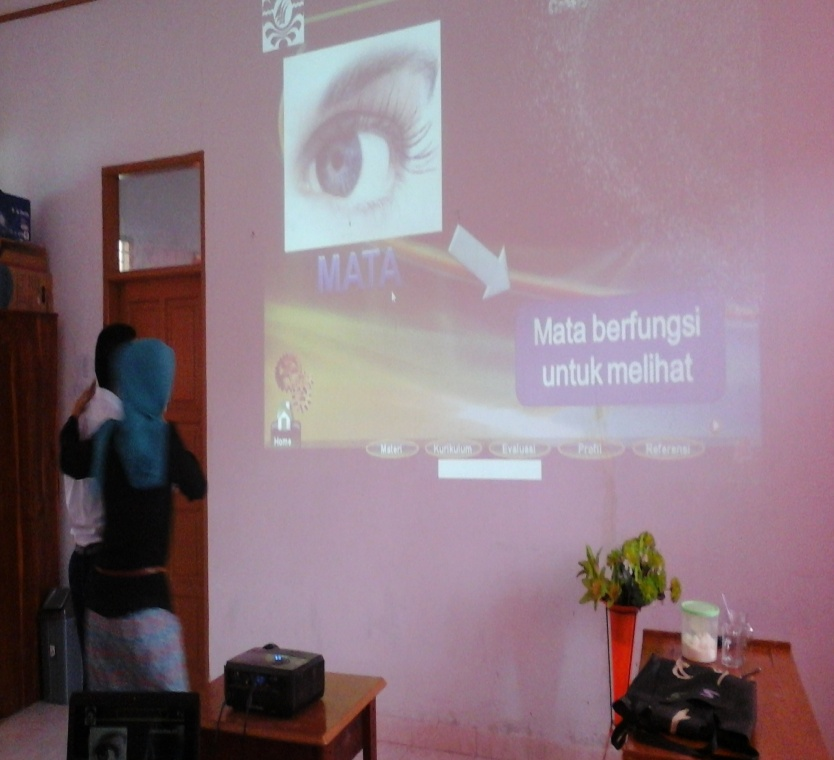 MATA
Mata berfungsi
untuk melihat
Home
Materi
Kurikulum
Evaluasi
Profil
Referensi